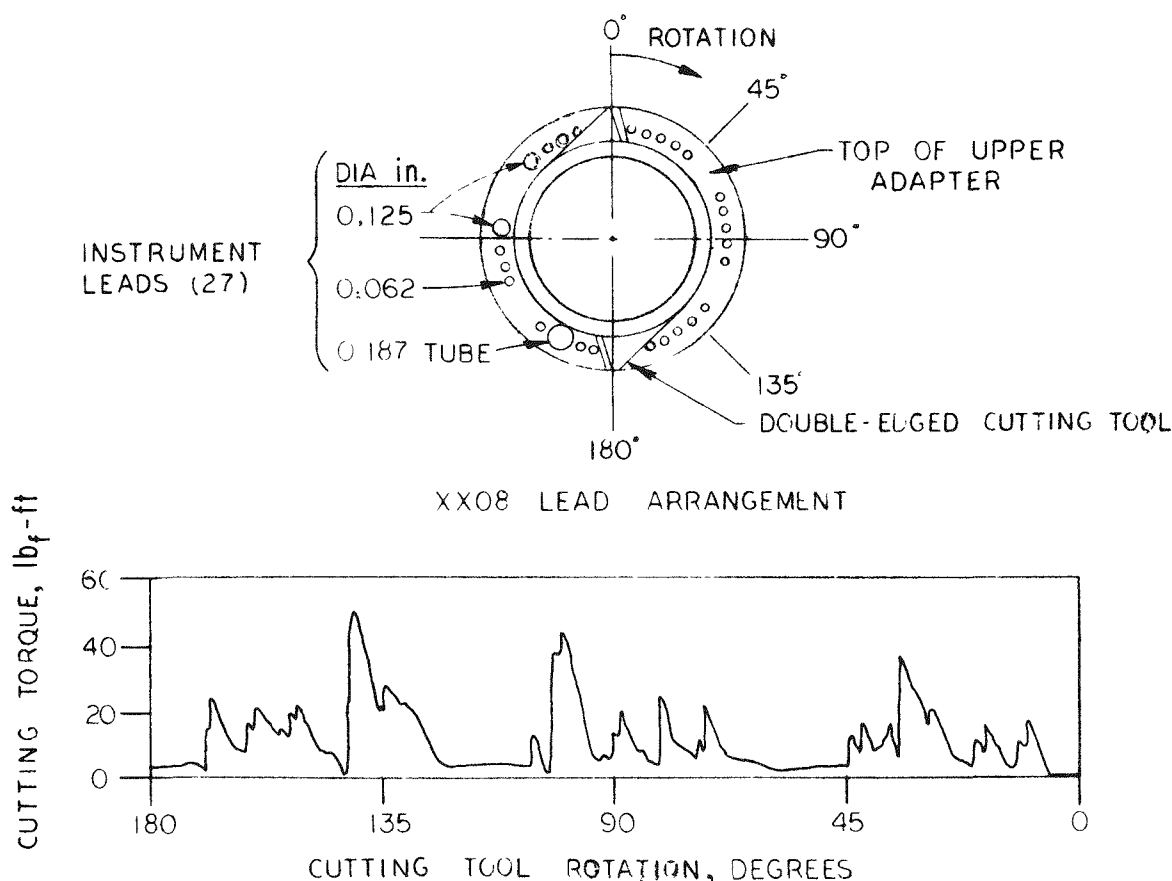 0°
ROTATION
45°
TOP OF UPPER
ADAPTER
90°
135°
DOUBLE-EDGED CUTTING TOOL
180°
INSTRUMENT
LEADS (27)
DIA in.
0.125
0.062
0.187 TUBE
XX08 LEAD ARRANGEMENT
CUTTING TORQUE, lbf-ft
60
40
20
0
180
135
90
45
0
CUTTING TOOL ROTATION, DEGREES